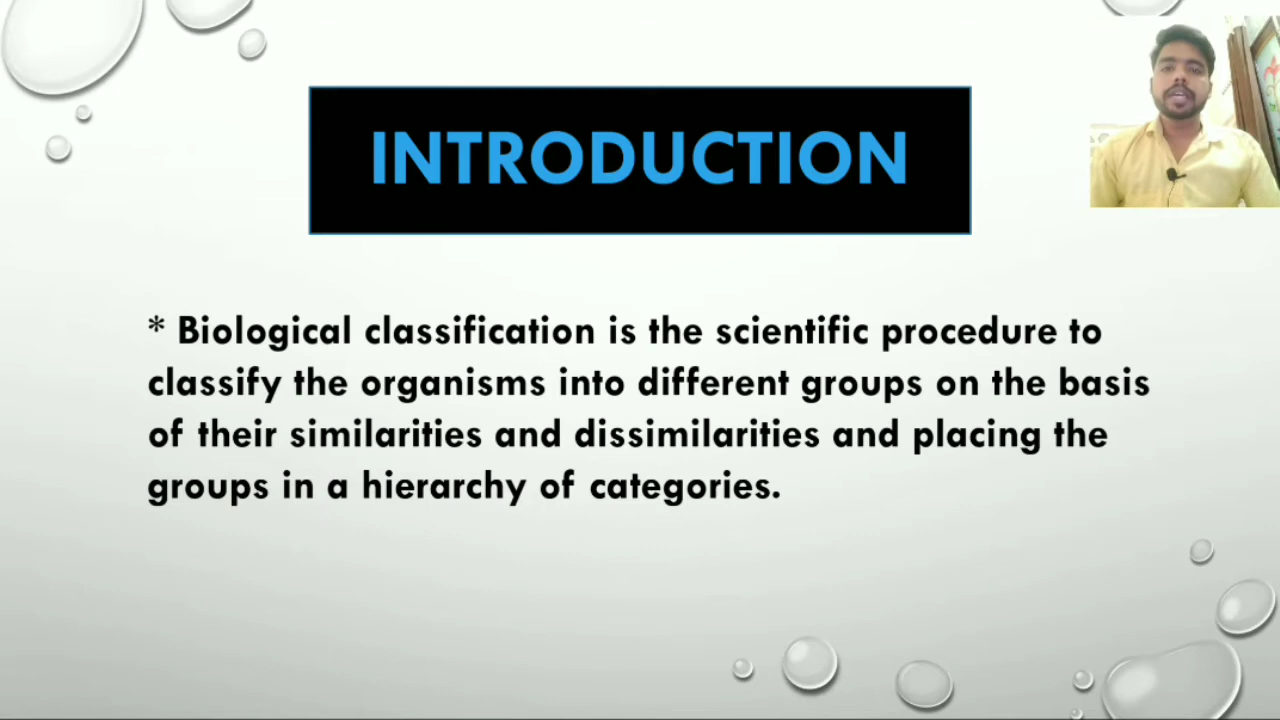 INTRODUCTION
* Biological classification is the scientific procedure to
classify the organisms into different groups on the basis
of their similarities and dissimilarities and placing the
groups in a hierarchy of categories.